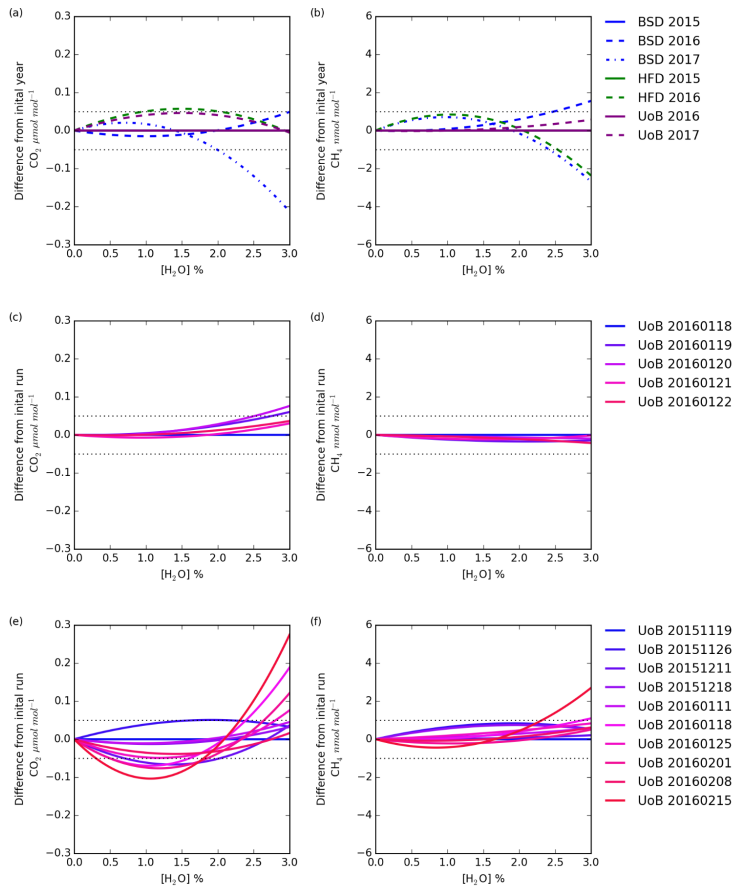 (a)
0.3
0.2
0.1
0.0
−0.1
−0.2
−0.3
Difference from inital year
CO₂ μmol mol⁻¹
0.0 0.5 1.0 1.5 2.0 2.5 3.0
[H₂O] %
(b)
6
4
2
0
−2
−4
−6
Difference from inital year
CH₄ nmol mol⁻¹
0.0 0.5 1.0 1.5 2.0 2.5 3.0
[H₂O] %
BSD 2015
BSD 2016
BSD 2017
HFD 2015
HFD 2016
UoB 2016
UoB 2017
(c)
0.3
0.2
0.1
0.0
−0.1
−0.2
−0.3
Difference from inital run
CO₂ μmol mol⁻¹
0.0 0.5 1.0 1.5 2.0 2.5 3.0
[H₂O] %
(d)
6
4
2
0
−2
−4
−6
Difference from inital run
CH₄ nmol mol⁻¹
0.0 0.5 1.0 1.5 2.0 2.5 3.0
[H₂O] %
UoB 20160118
UoB 20160119
UoB 20160120
UoB 20160121
UoB 20160122
(e)
0.3
0.2
0.1
0.0
−0.1
−0.2
−0.3
Difference from inital run
CO₂ μmol mol⁻¹
0.0 0.5 1.0 1.5 2.0 2.5 3.0
[H₂O] %
(f)
6
4
2
0
−2
−4
−6
Difference from inital run
CH₄ nmol mol⁻¹
0.0 0.5 1.0 1.5 2.0 2.5 3.0
[H₂O] %
UoB 20151119
UoB 20151126
UoB 20151211
UoB 20151218
UoB 20160111
UoB 20160118
UoB 20160125
UoB 20160201
UoB 20160208
UoB 20160215